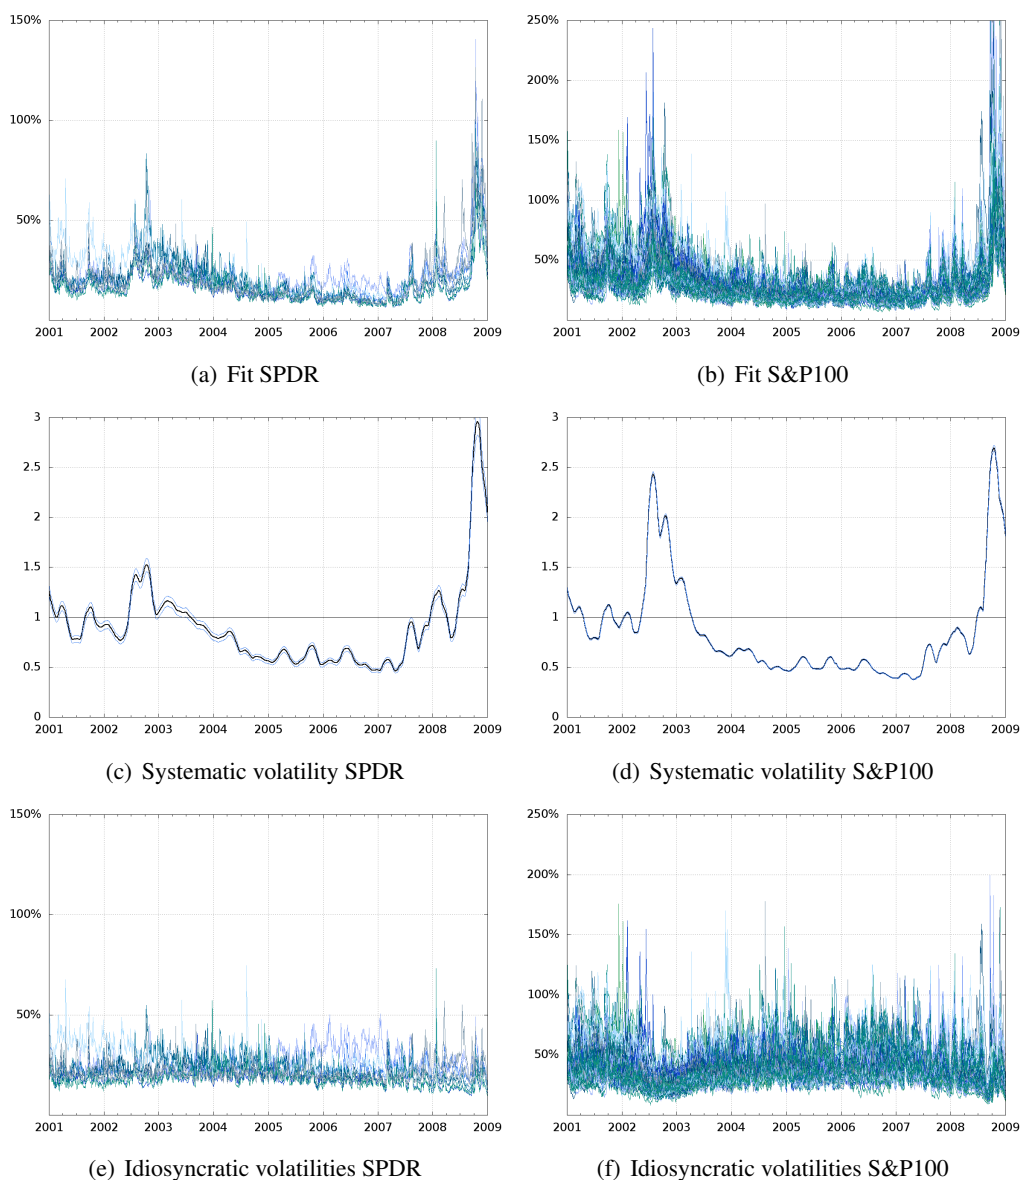 150%
100%
50%
2001 2002 2003 2004 2005 2006 2007 2008 2009
(a) Fit SPDR
250%
200%
150%
100%
50%
2001 2002 2003 2004 2005 2006 2007 2008 2009
(b) Fit S&P100
3
2.5
2
1.5
1
0.5
0
2001 2002 2003 2004 2005 2006 2007 2008 2009
(c) Systematic volatility SPDR
3
2.5
2
1.5
1
0.5
0
2001 2002 2003 2004 2005 2006 2007 2008 2009
(d) Systematic volatility S&P100
150%
100%
50%
2001 2002 2003 2004 2005 2006 2007 2008 2009
(e) Idiosyncratic volatilities SPDR
250%
200%
150%
100%
50%
2001 2002 2003 2004 2005 2006 2007 2008 2009
(f) Idiosyncratic volatilities S&P100